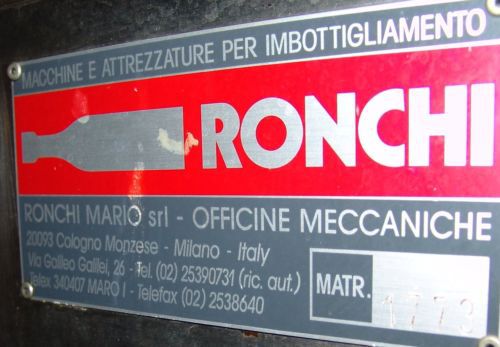 MACCHINE E ATTREZZATURE PER IMBOTTIGLIAMENTO
RONCHI
RONCHI MARIO srl - OFFICINE MECCANICHE
20093 Cologno Monzese - Milano - Italy
Via Galileo Galilei, 26 - Tel. (02) 25390731 (ric. aut.)
Telex 340407 MARO I - Telefax (02) 2538640
MATR. 1773